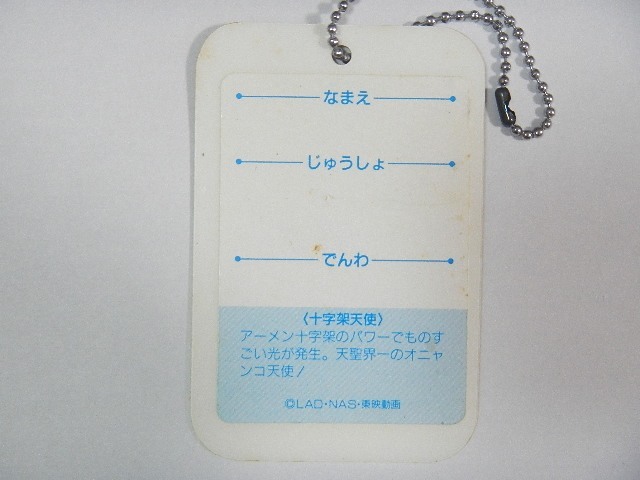 なまえ
じゅうしょ
でんわ
〈十字架天使〉
アーメン十字架のパワーでものす
ごい光が発生。天聖界一のオニャ
ンコ天使!
©LAD·NAS·東映動画